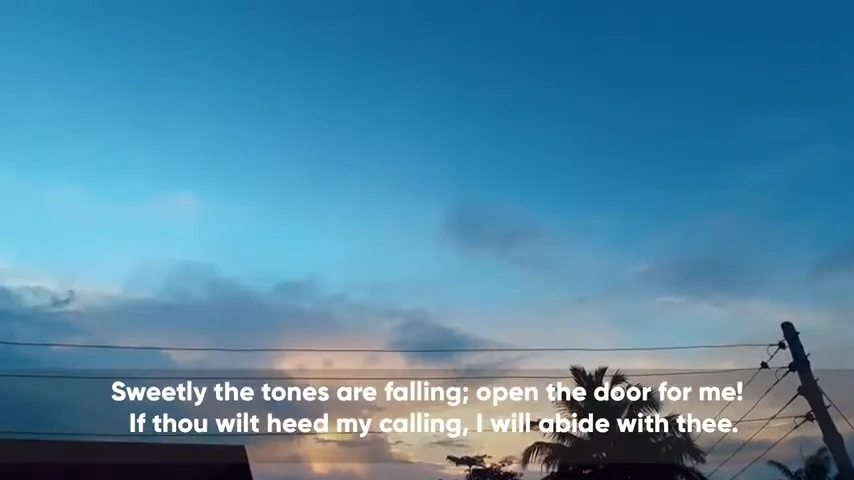 Sweetly the tones are falling; open the door for me!
If thou wilt heed my calling, I will abide with thee.